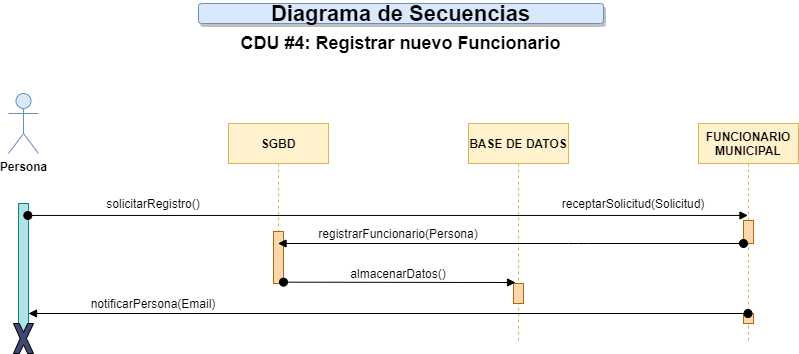 Diagrama de Secuencias
CDU #4: Registrar nuevo Funcionario
Persona
SGBD
BASE DE DATOS
FUNCIONARIO
MUNICIPAL
solicitarRegistro()
receptarSolicitud(Solicitud)
registrarFuncionario(Persona)
almacenarDatos()
notificarPersona(Email)